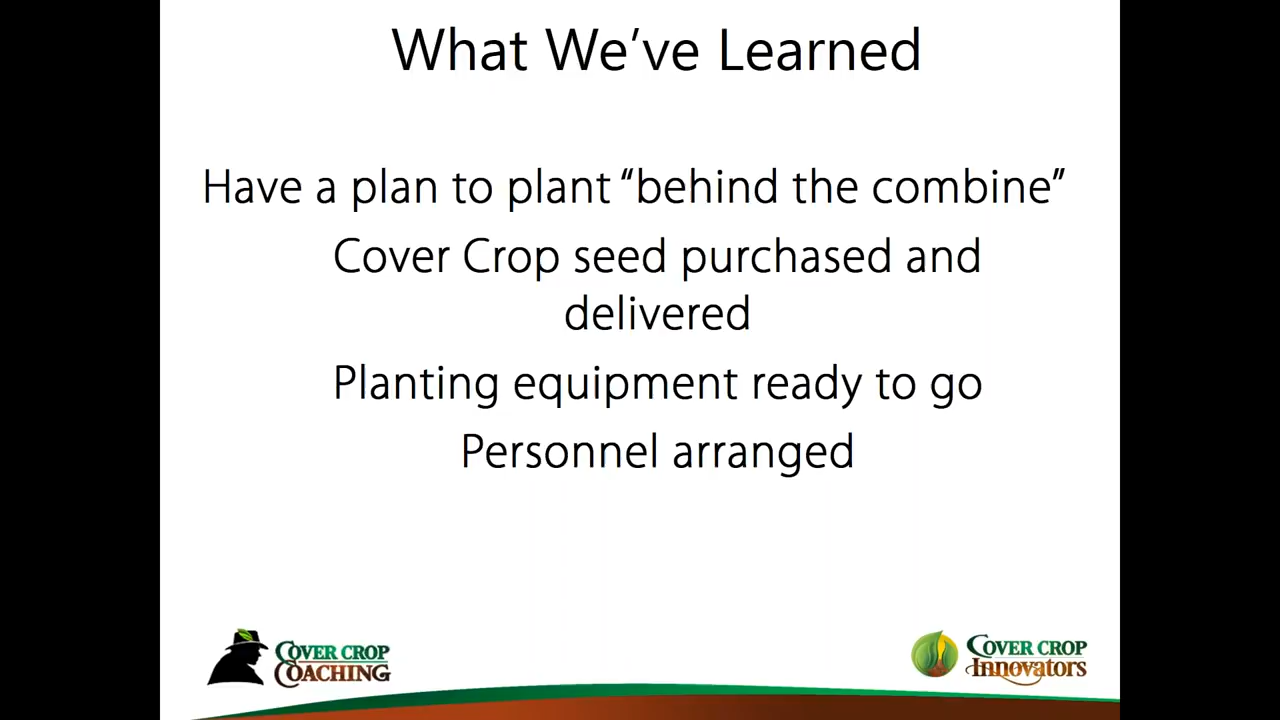 What We’ve Learned
Have a plan to plant “behind the combine”
Cover Crop seed purchased and
delivered
Planting equipment ready to go
Personnel arranged
COVER CROP
COACHING
COVER CROP
INNOVATORS